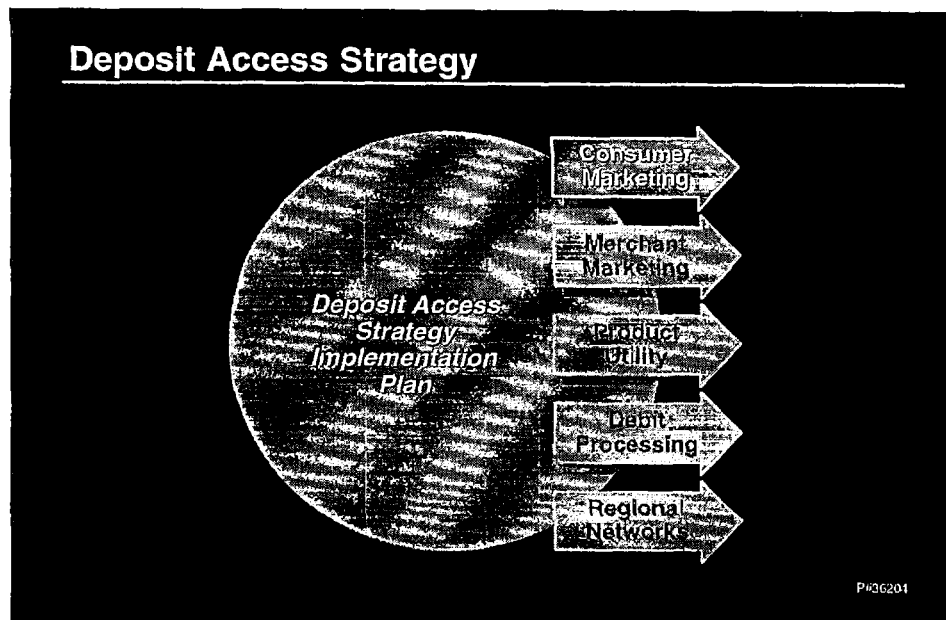 Deposit Access Strategy
Consumer
Marketing
Merchant
Marketing
Deposit Access
Strategy
Implementation
Plan
Product
Utility
Debit
Processing
Regional
Networks
P#36204